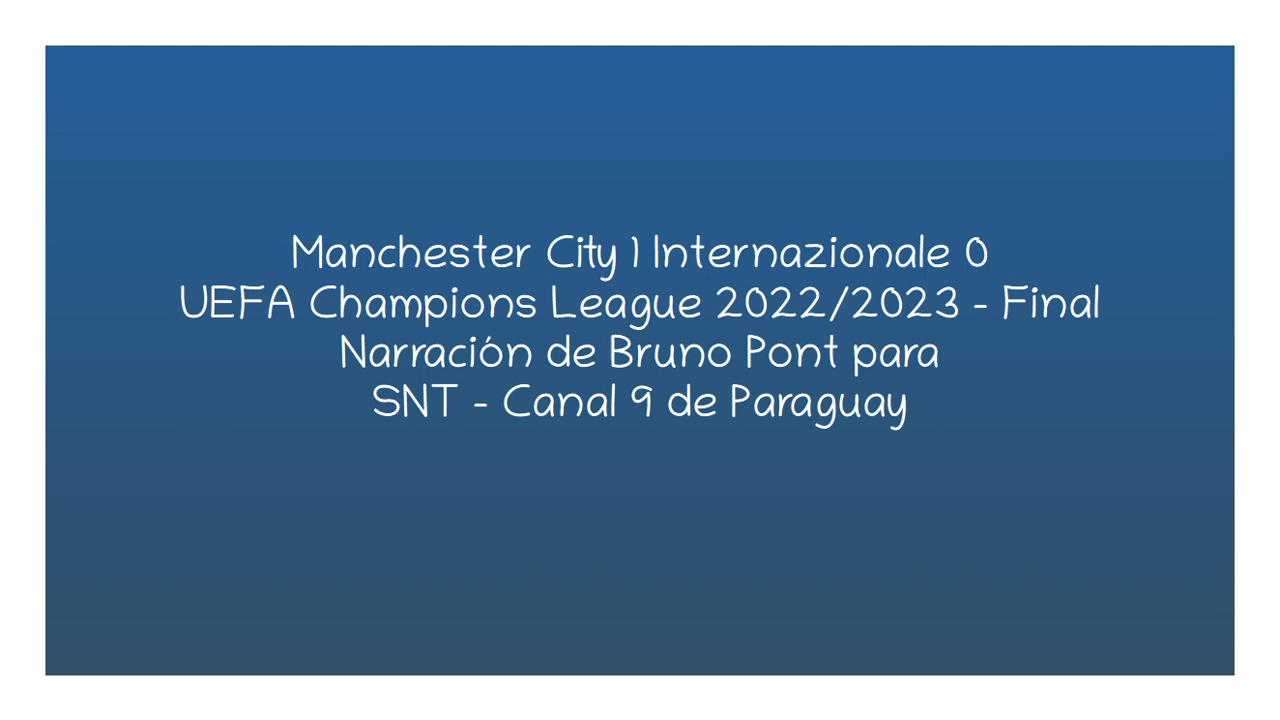 Manchester City 1 Internazionale 0
UEFA Champions League 2022/2023 - Final
Narración de Bruno Pont para
SNT - Canal 9 de Paraguay